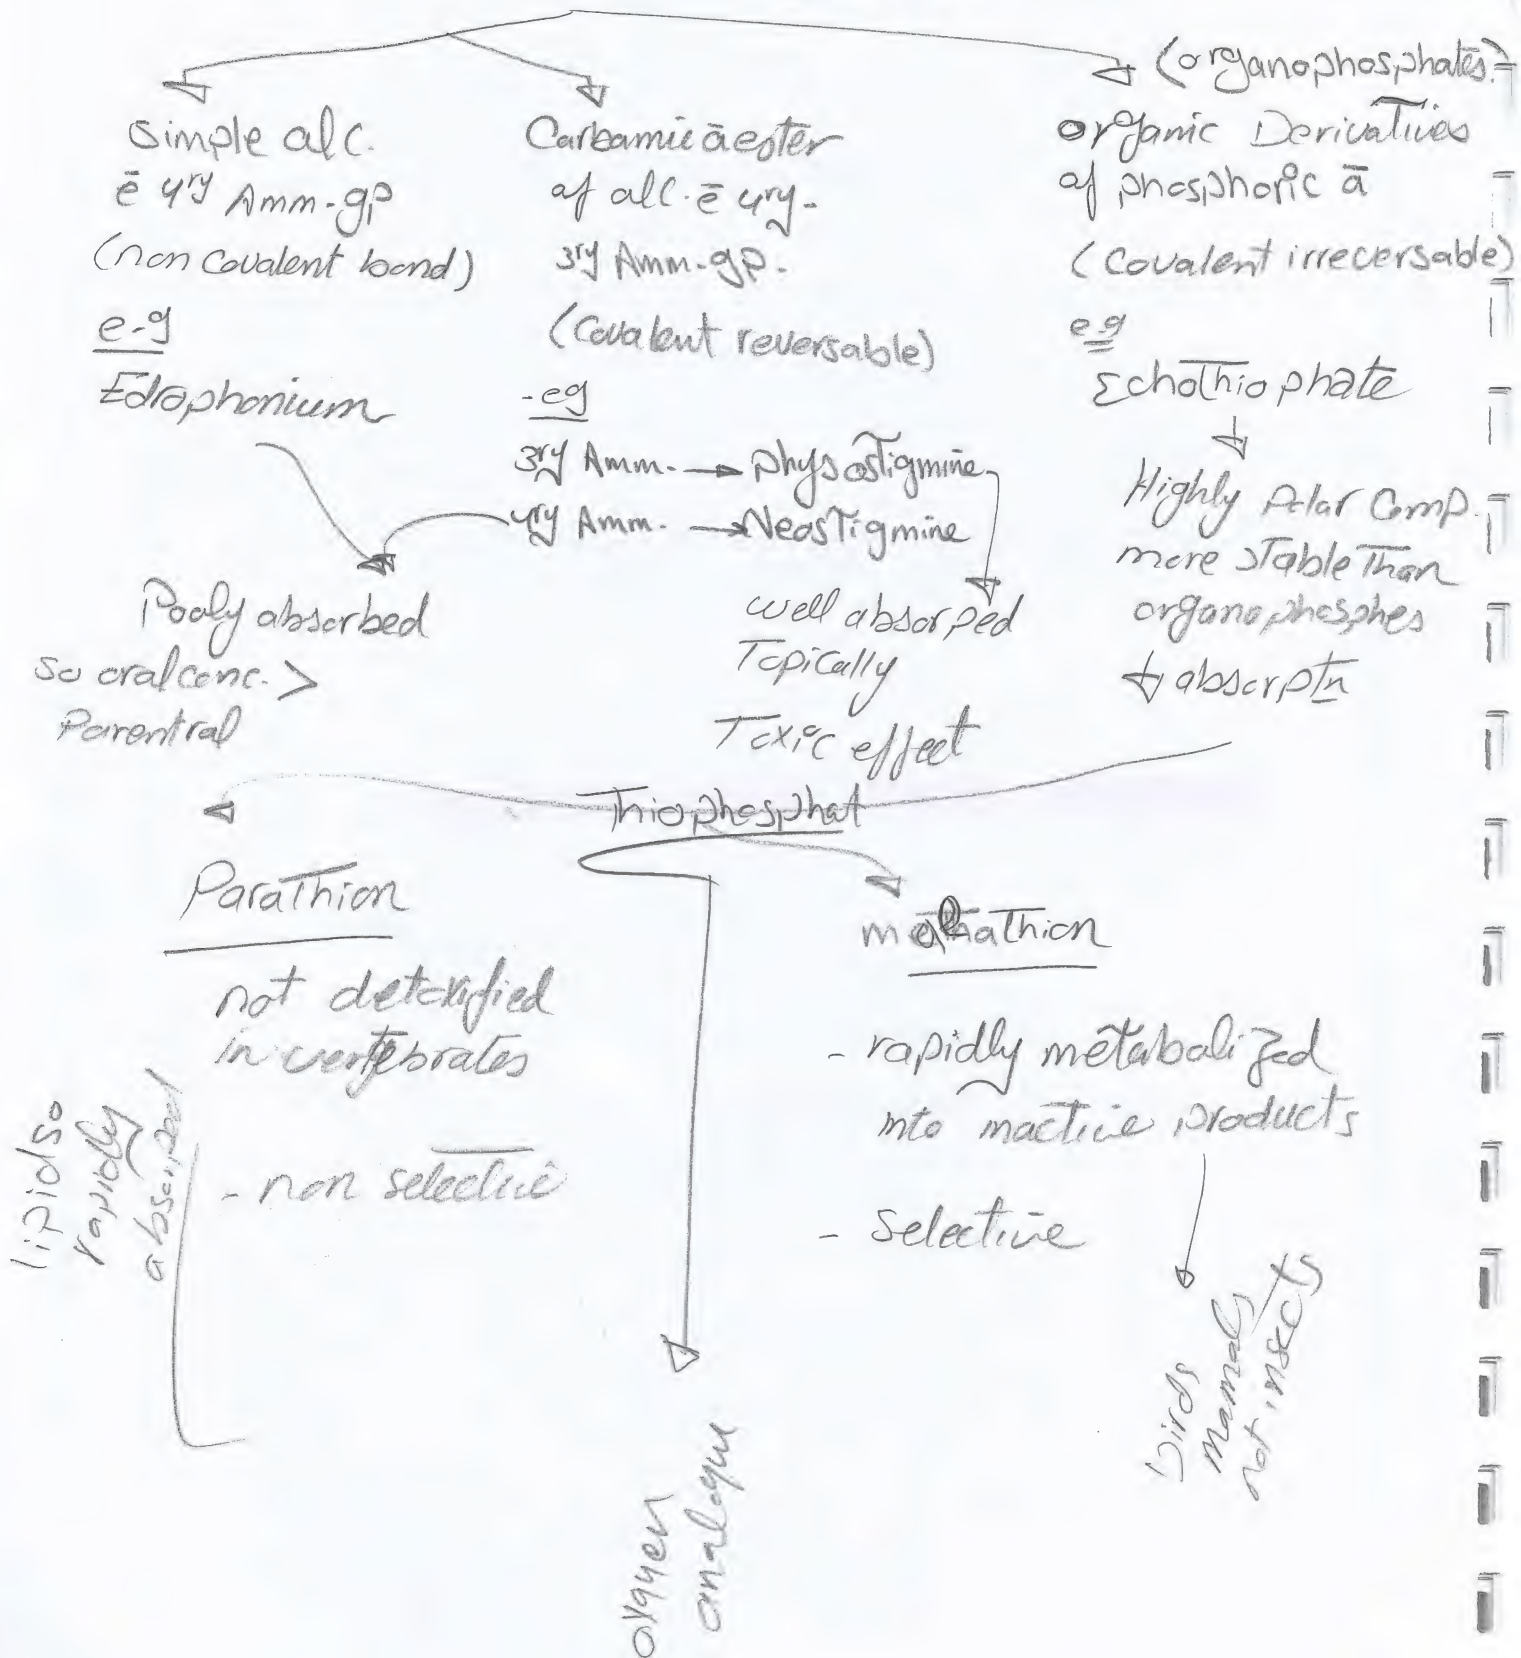 Simple alc.
ē 4ry Amm-gp
(non covalent bond)
e-g
Edrophonium
Carbamic ā ester
of alc. ē 4ry-
3ry Amm-gp.
(Covalent reversable)
-eg
3ry Amm. → physostigmine
4ry Amm. → Neostigmine
Pooly absorbed
so oral conc. >
Parentral
well absorped
Topically
Toxic effect
(organophosphates)
organic Derivatives
of phosphoric ā
(Covalent irrecersable)
eg
Echothiophate
Highly Polar Comp.
more stable Than
organophosphes
↓ absorptn
Thiophosphat
Parathion
not detoxified
in vertebrates
- non selective
lipid so
rapidly
absorped
malathion
- rapidly metabolized
into inactive products
- selective
Birds
mamals
not insects
oxygen
analogue